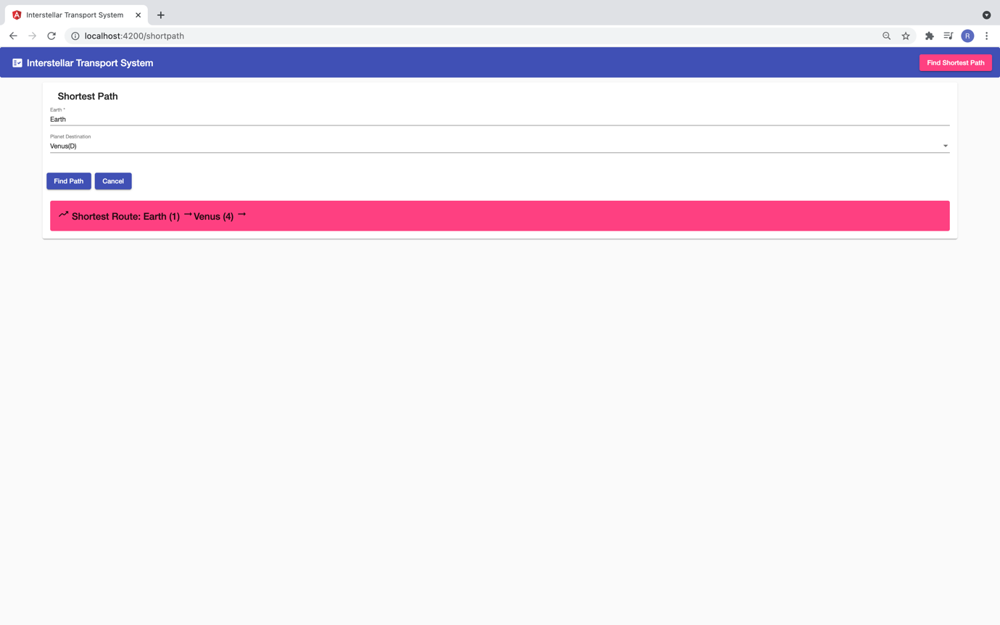 Interstellar Transport System
localhost:4200/shortpath
R
Interstellar Transport System
Find Shortest Path
Shortest Path
Earth *
Earth
Planet Destination
Venus(D)
Find Path
Cancel
Shortest Route: Earth (1) → Venus (4) →